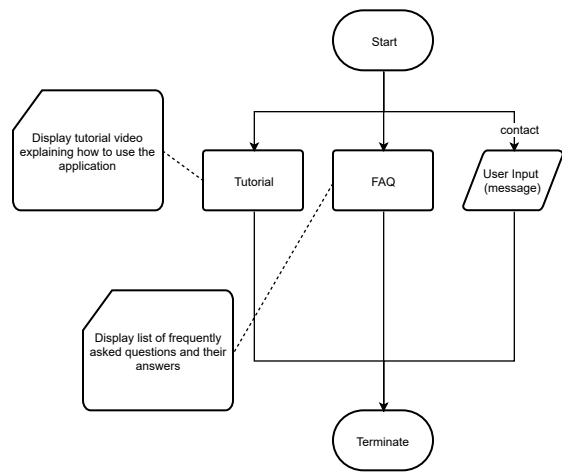 Start
contact
Display tutorial video
explaining how to use the
application
Tutorial
FAQ
User Input
(message)
Display list of frequently
asked questions and their
answers
Terminate